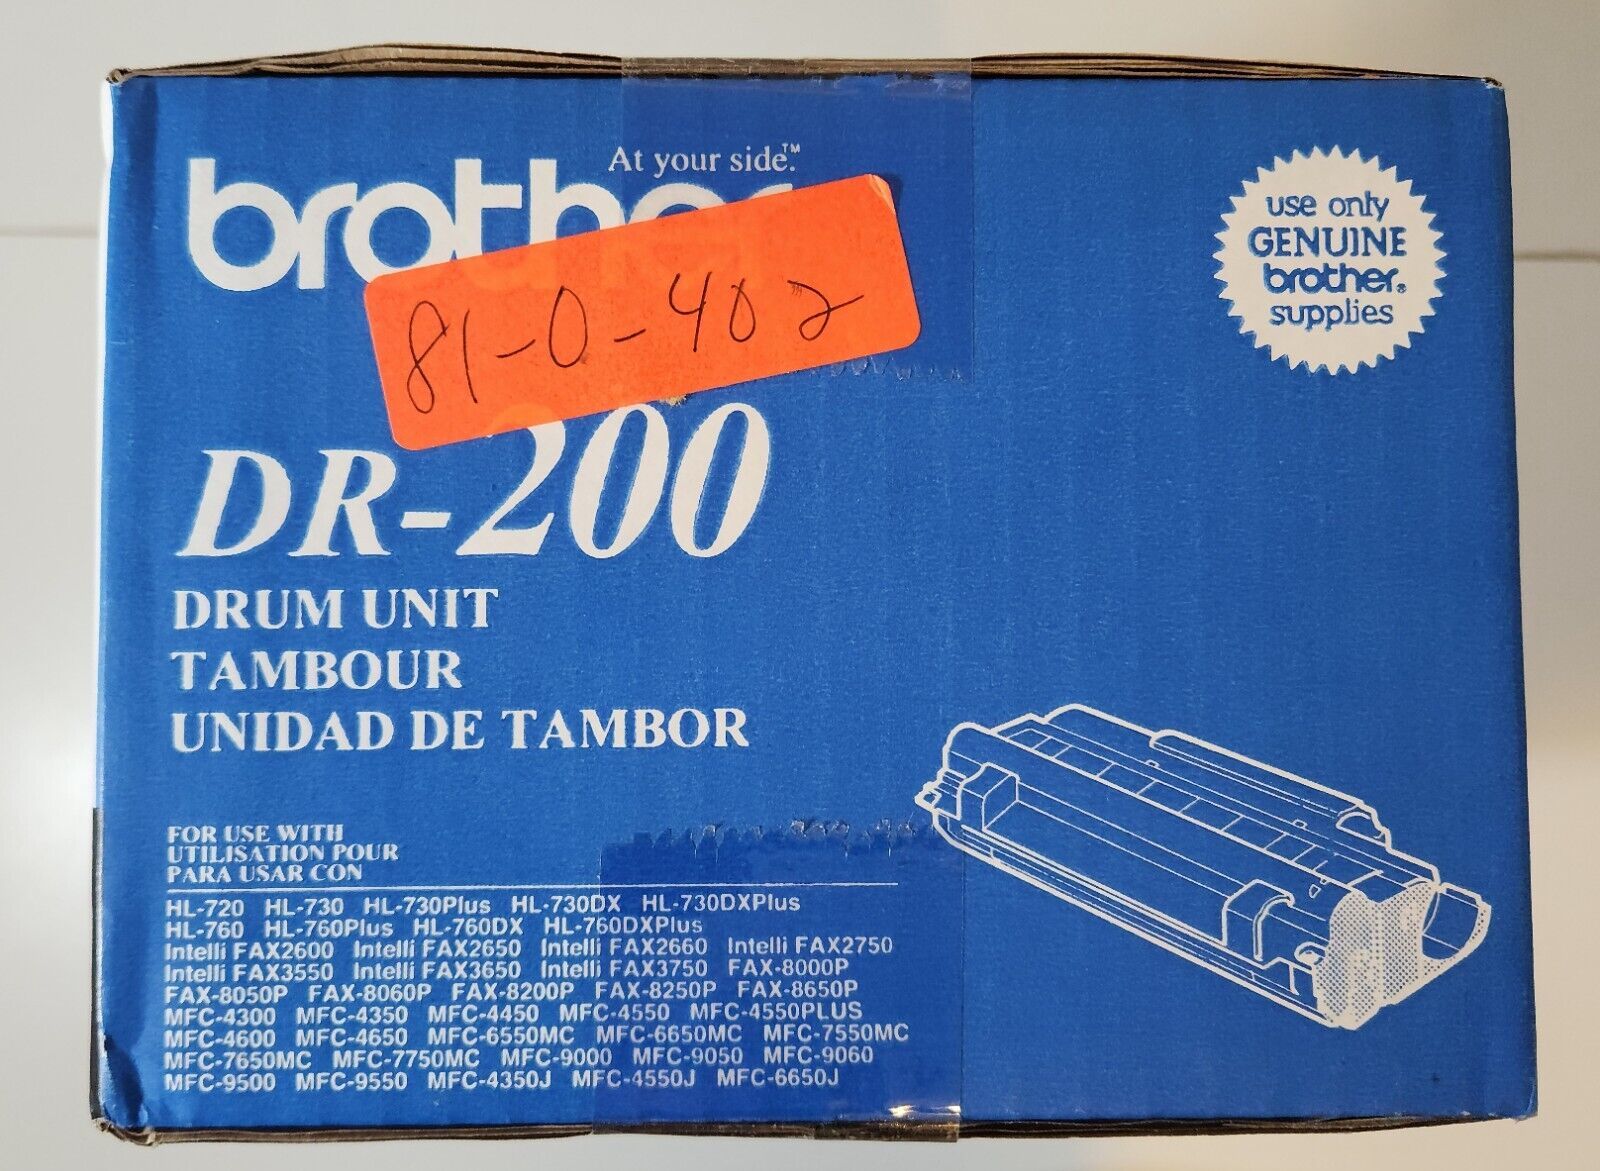 At your side.™
brother
81-0-402
use only
GENUINE
brother®
supplies
DR-200
DRUM UNIT
TAMBOUR
UNIDAD DE TAMBOR
FOR USE WITH
UTILISATION POUR
PARA USAR CON
HL-720 HL-730 HL-730Plus HL-730DX HL-730DXPlus
HL-760 HL-760Plus HL-760DX HL-760DXPlus
Intelli FAX2600 Intelli FAX2650 Intelli FAX2660 Intelli FAX2750
Intelli FAX3550 Intelli FAX3650 Intelli FAX3750 FAX-8000P
FAX-8050P FAX-8060P FAX-8200P FAX-8250P FAX-8650P
MFC-4300 MFC-4350 MFC-4450 MFC-4550 MFC-4550PLUS
MFC-4600 MFC-4650 MFC-6550MC MFC-6650MC MFC-7550MC
MFC-7650MC MFC-7750MC MFC-9000 MFC-9050 MFC-9060
MFC-9500 MFC-9550 MFC-4350J MFC-4550J MFC-6650J